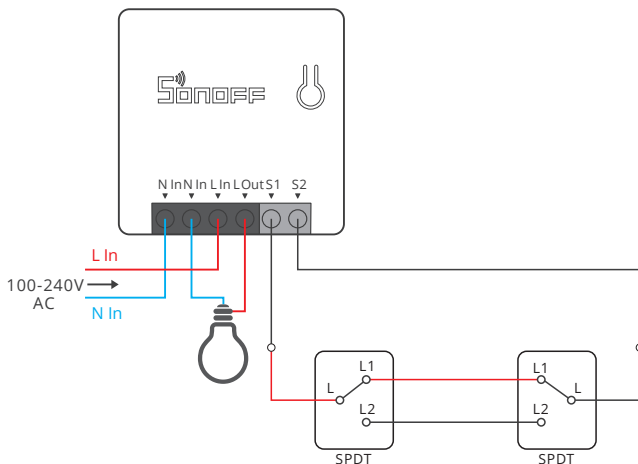 SONOFF
N In N In L In L Out S1 S2
L In
100-240V
AC
N In
L1 L1
L L
L2 L2
SPDT SPDT